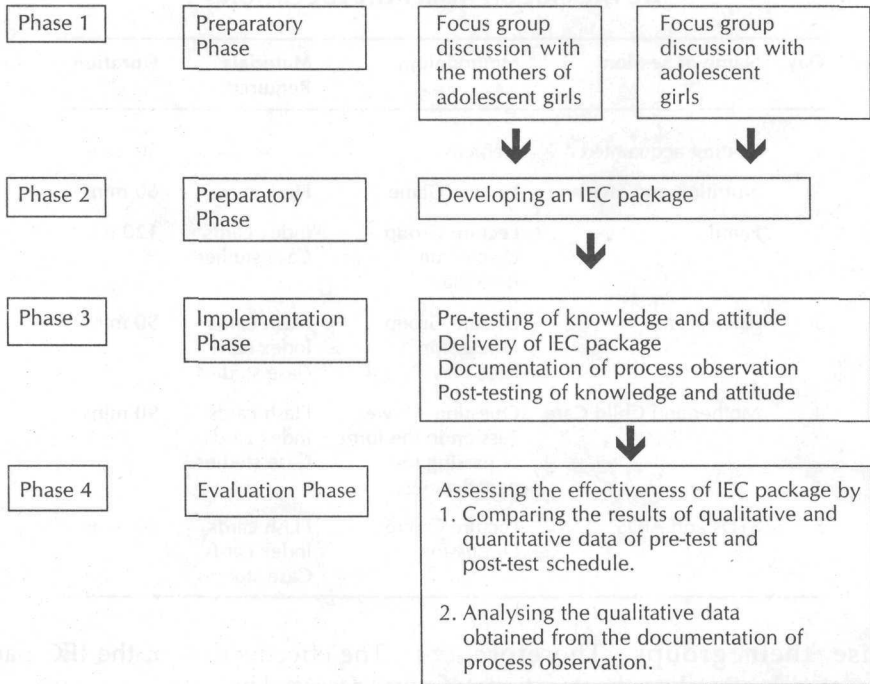 Phase 1
Preparatory
Phase
Focus group
discussion with
the mothers of
adolescent girls
Focus group
discussion with
adolescent
girls
Phase 2
Preparatory
Phase
Developing an IEC package
Phase 3
Implementation
Phase
Pre-testing of knowledge and attitude
Delivery of IEC package
Documentation of process observation
Post-testing of knowledge and attitude
Phase 4
Evaluation Phase
Assessing the effectiveness of IEC package by
1. Comparing the results of qualitative and
quantitative data of pre-test and
post-test schedule.
2. Analysing the qualitative data
obtained from the documentation of
process observation.